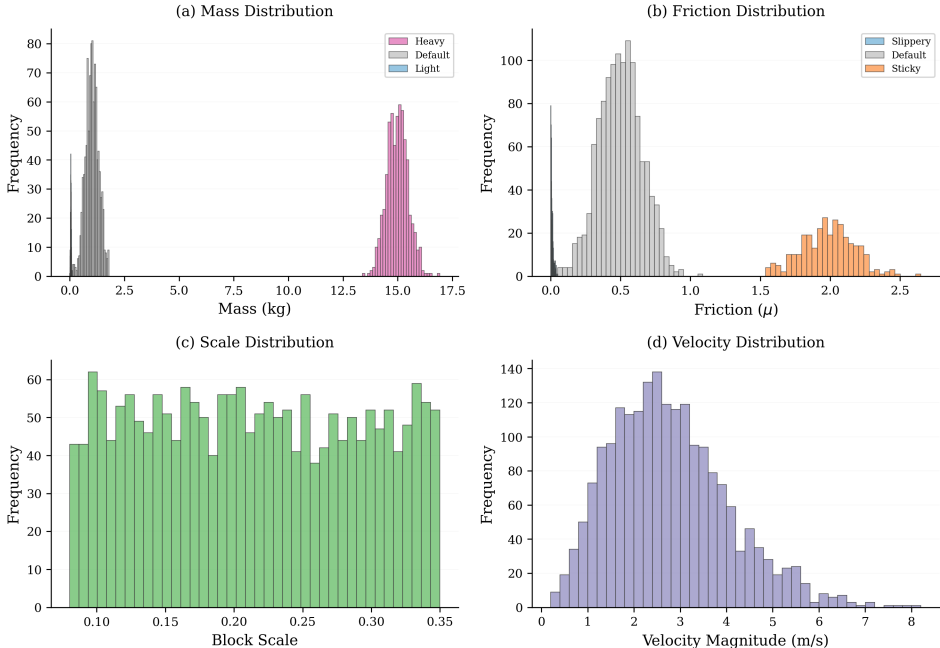 (a) Mass Distribution
Frequency
80
70
60
50
40
30
20
10
0
0.0 2.5 5.0 7.5 10.0 12.5 15.0 17.5
Mass (kg)
Heavy
Default
Light
(b) Friction Distribution
Frequency
100
80
60
40
20
0
0.0 0.5 1.0 1.5 2.0 2.5
Friction (μ)
Slippery
Default
Sticky
(c) Scale Distribution
Frequency
60
50
40
30
20
10
0
0.10 0.15 0.20 0.25 0.30 0.35
Block Scale
(d) Velocity Distribution
Frequency
140
120
100
80
60
40
20
0
0 1 2 3 4 5 6 7 8
Velocity Magnitude (m/s)